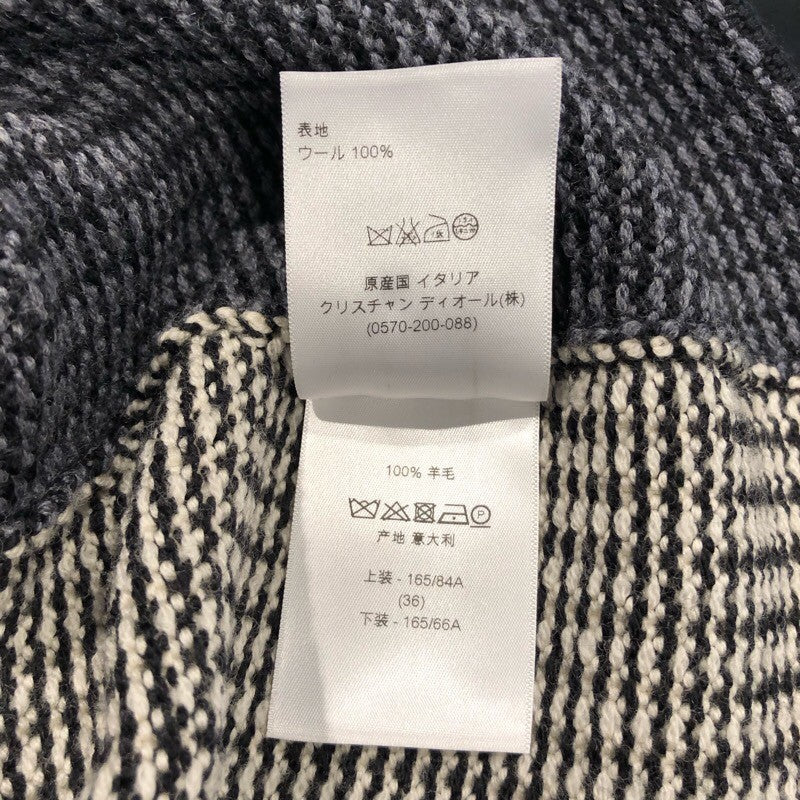 表地
ウール 100%
原産国 イタリア
クリスチャン ディオール(株)
(0570-200-088)
100% 羊毛
P
产地 意大利
上装 - 165/84A
(36)
下装 - 165/66A